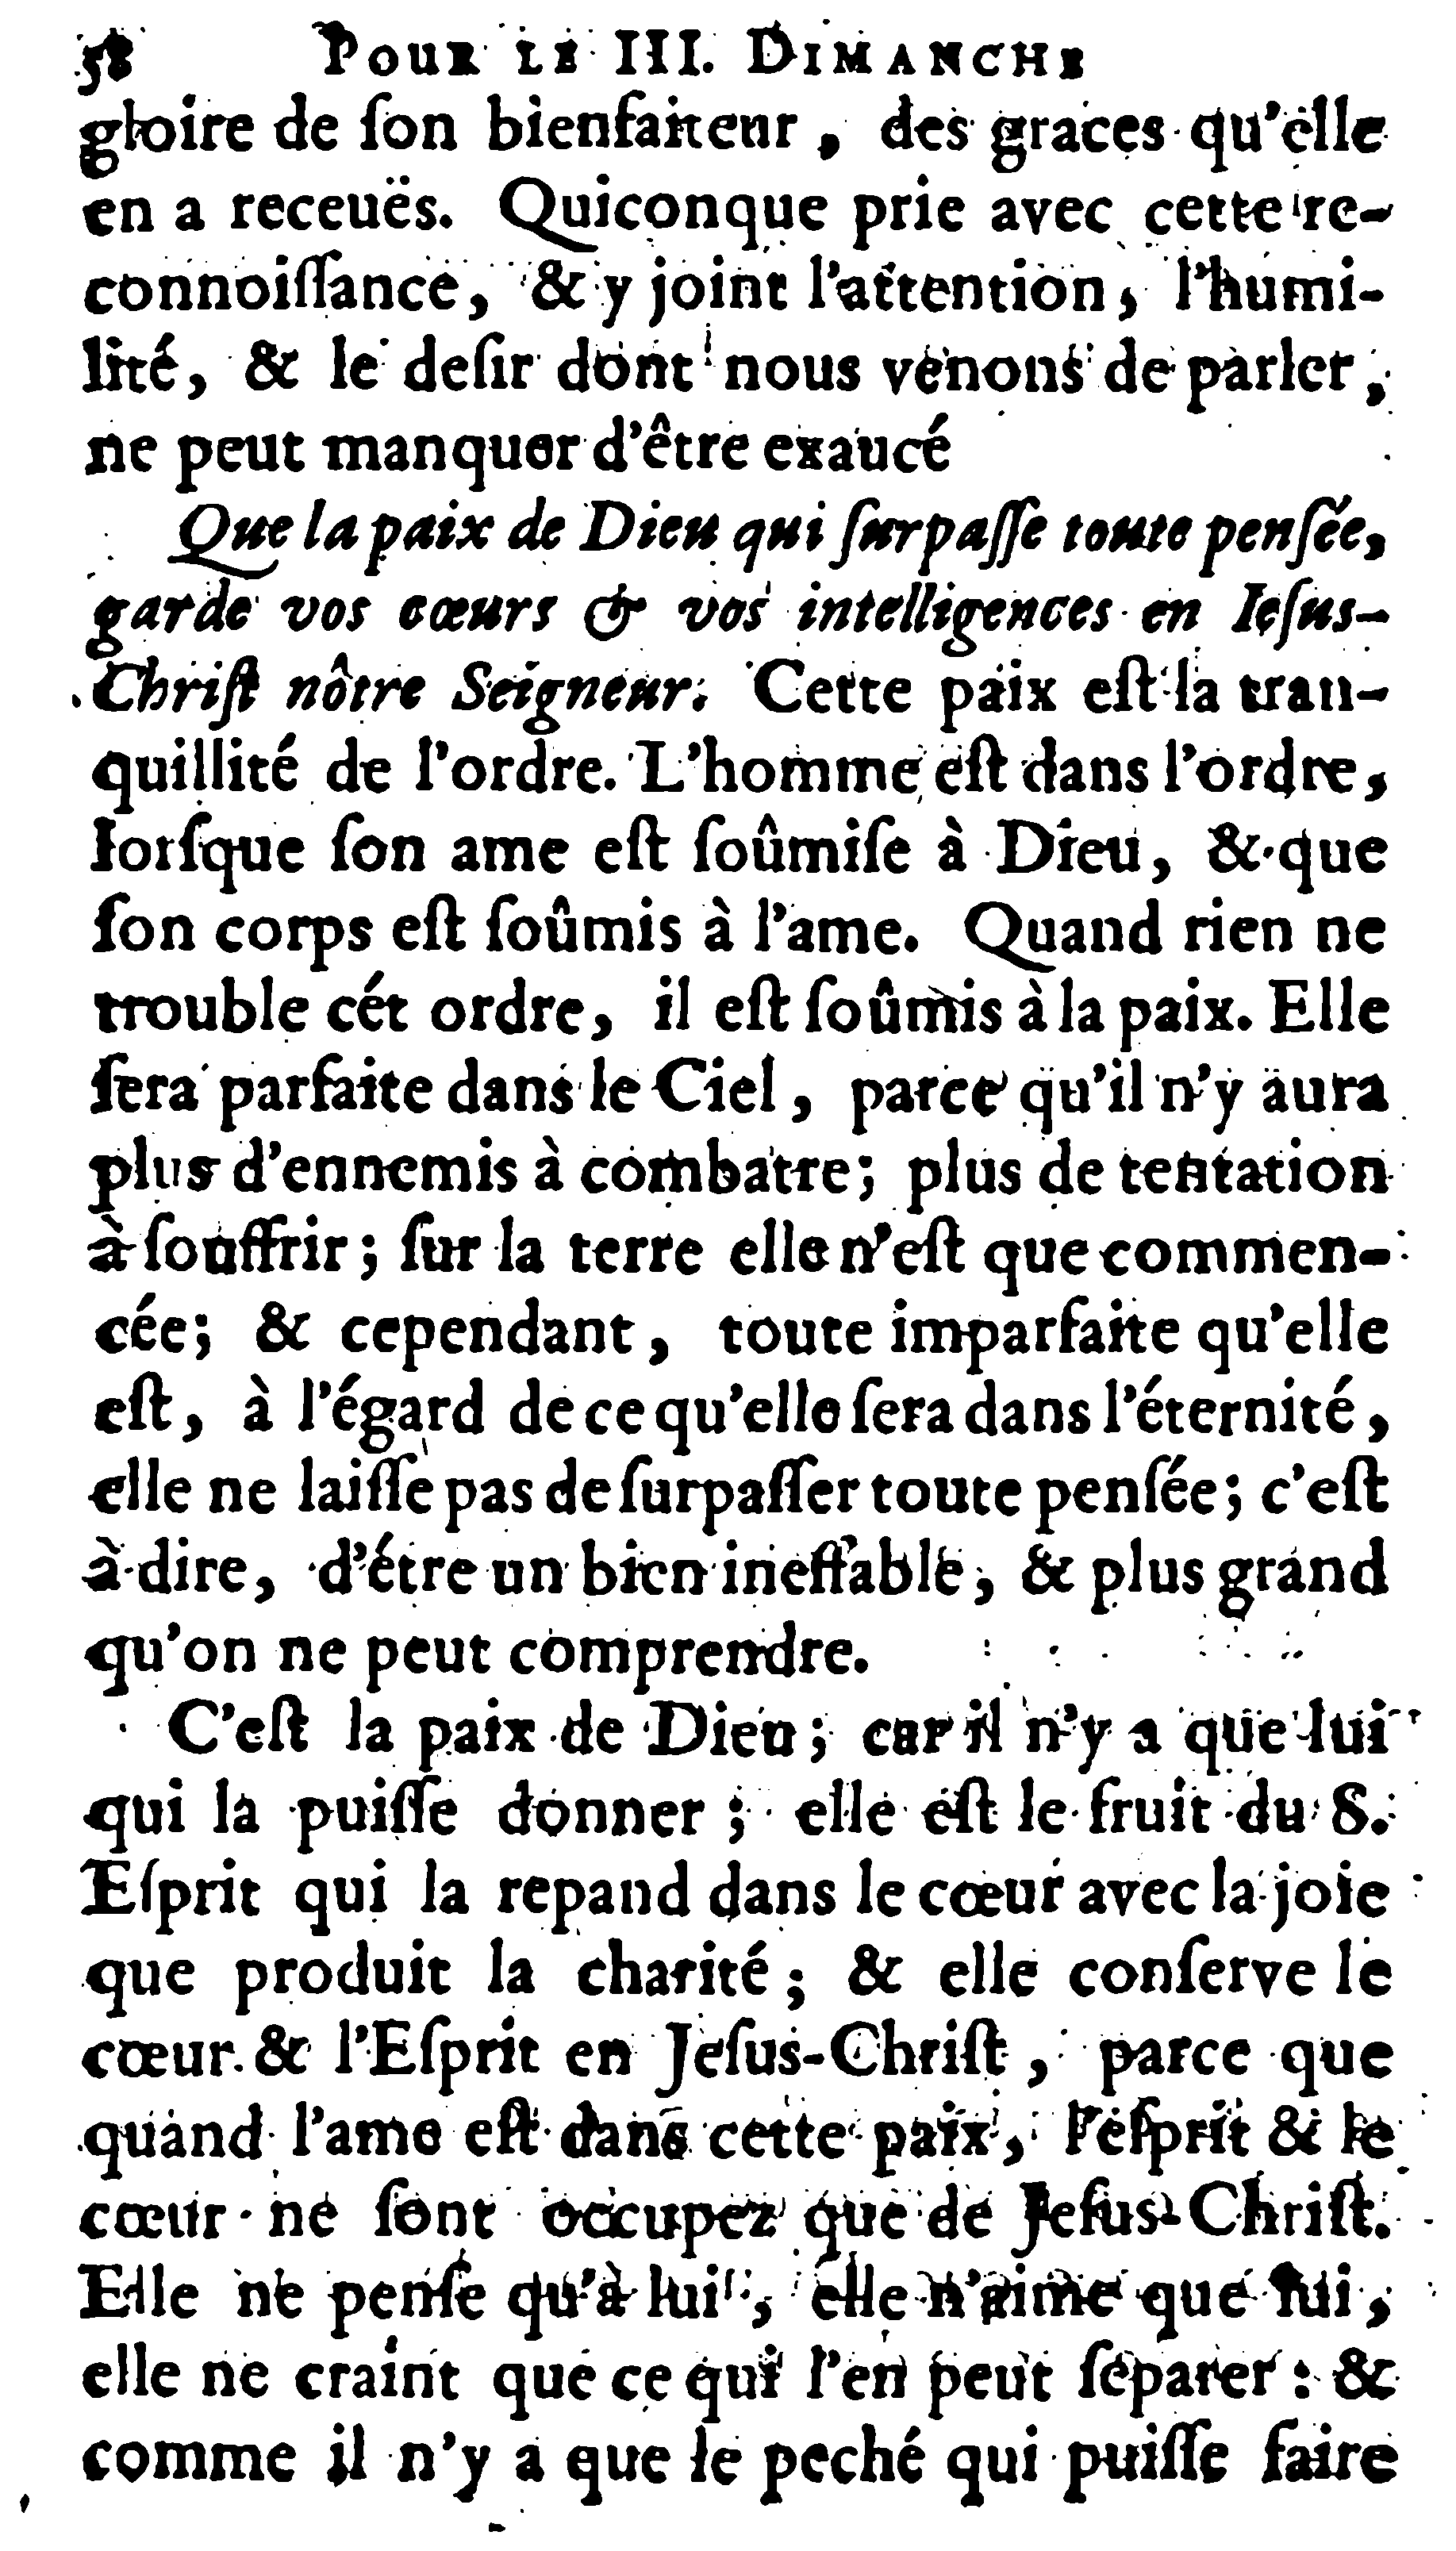 58 POUR LE III. DIMANCHE
gloire de ſon bienfaiteur, des graces qu'elle
en a receuës. Quiconque prie avec cette re-
connoiſſance, & y joint l'attention, l'humi-
lité, & le deſir dont nous venons de parler,
ne peut manquer d'être exaucé
Que la paix de Dieu qui ſurpaſſe toute penſée,
garde vos cœurs & vos intelligences en Ieſus-
Chriſt nôtre Seigneur. Cette paix eſt la tran-
quillité de l'ordre. L'homme eſt dans l'ordre,
lorſque ſon ame eſt ſoûmiſe à Dieu, & que
ſon corps eſt ſoûmis à l'ame. Quand rien ne
trouble cét ordre, il eſt ſoûmis à la paix. Elle
ſera parfaite dans le Ciel, parce qu'il n'y aura
plus d'ennemis à combatre; plus de tentation
à ſouffrir; ſur la terre elle n'eſt que commen-
cée; & cependant, toute imparfaite qu'elle
eſt, à l'égard de ce qu'elle ſera dans l'éternité,
elle ne laiſſe pas de ſurpaſſer toute penſée; c'eſt
à dire, d'étre un bien ineffable, & plus grand
qu'on ne peut comprendre.
C'eſt la paix de Dieu; car il n'y a que lui
qui la puiſſe donner; elle eſt le fruit du S.
Eſprit qui la repand dans le cœur avec la joie
que produit la charité; & elle conſerve le
cœur & l'Eſprit en Jeſus-Chriſt, parce que
quand l'ame eſt dans cette paix, l'eſprit & le
cœur ne ſont occupez que de Jeſus-Chriſt.
Elle ne penſe qu'à lui, elle n'aime que lui,
elle ne craint que ce qui l'en peut ſeparer: &
comme il n'y a que le peché qui puiſſe faire